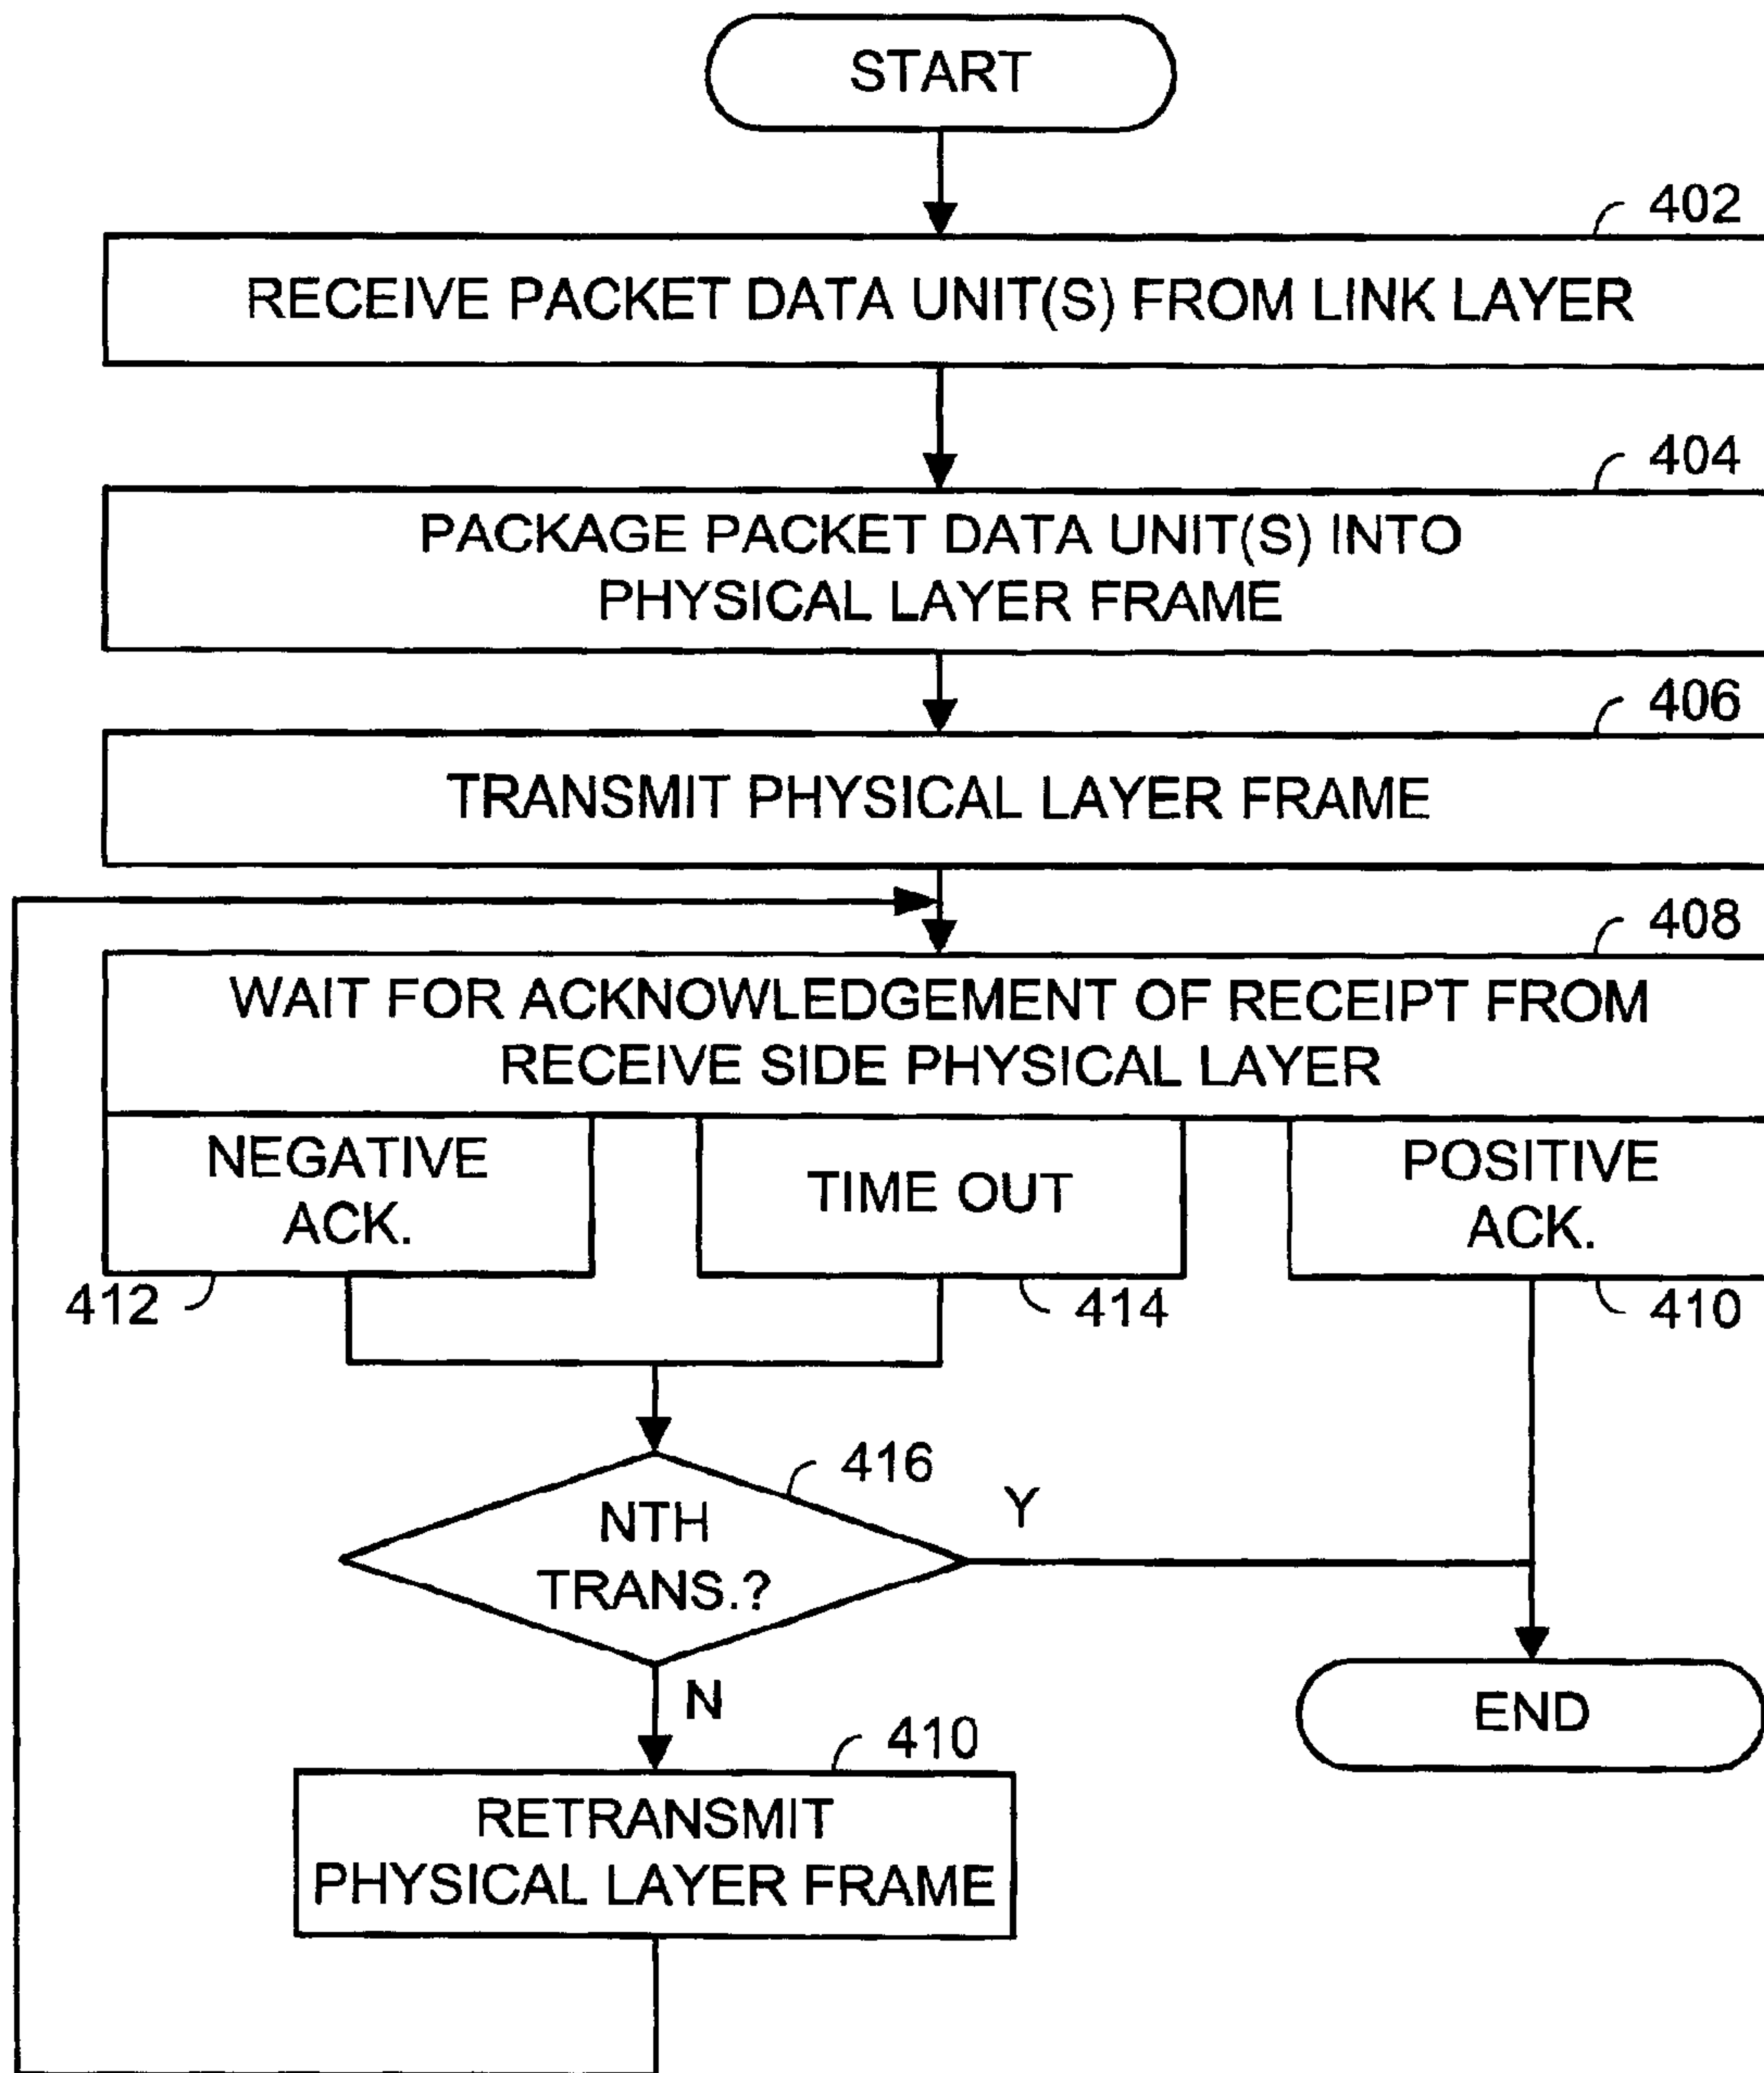 START
402
RECEIVE PACKET DATA UNIT(S) FROM LINK LAYER
404
PACKAGE PACKET DATA UNIT(S) INTO
PHYSICAL LAYER FRAME
406
TRANSMIT PHYSICAL LAYER FRAME
408
WAIT FOR ACKNOWLEDGEMENT OF RECEIPT FROM
RECEIVE SIDE PHYSICAL LAYER
NEGATIVE
ACK.
412
TIME OUT
414
POSITIVE
ACK.
410
416
NTH
TRANS.?
Y
N
END
410
RETRANSMIT
PHYSICAL LAYER FRAME